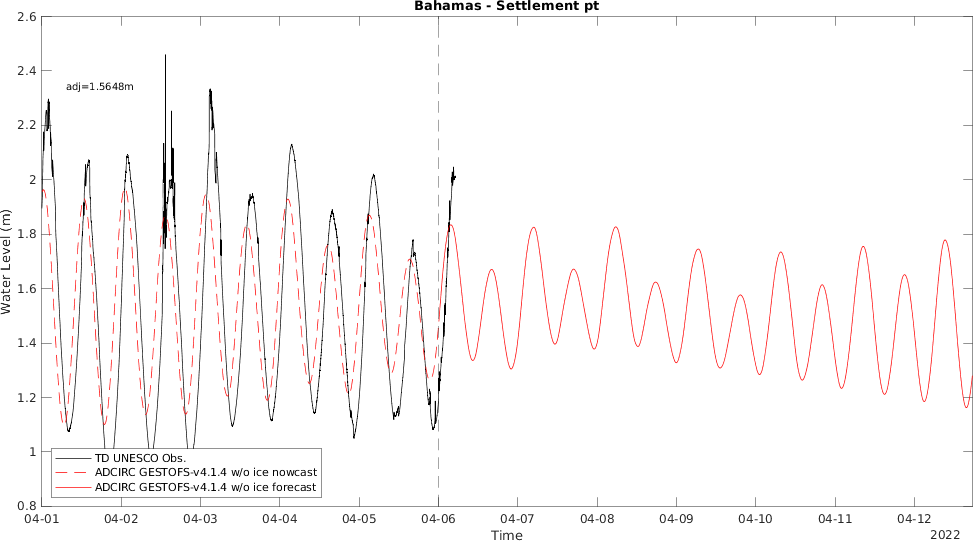 Bahamas - Settlement pt
2.6
2.4
adj=1.5648m
2.2
2
1.8
1.6
1.4
1.2
1
0.8
Water Level (m)
TD UNESCO Obs.
ADCIRC GESTOFS-v4.1.4 w/o ice nowcast
ADCIRC GESTOFS-v4.1.4 w/o ice forecast
04-01 04-02 04-03 04-04 04-05 04-06 04-07 04-08 04-09 04-10 04-11 04-12
Time
2022